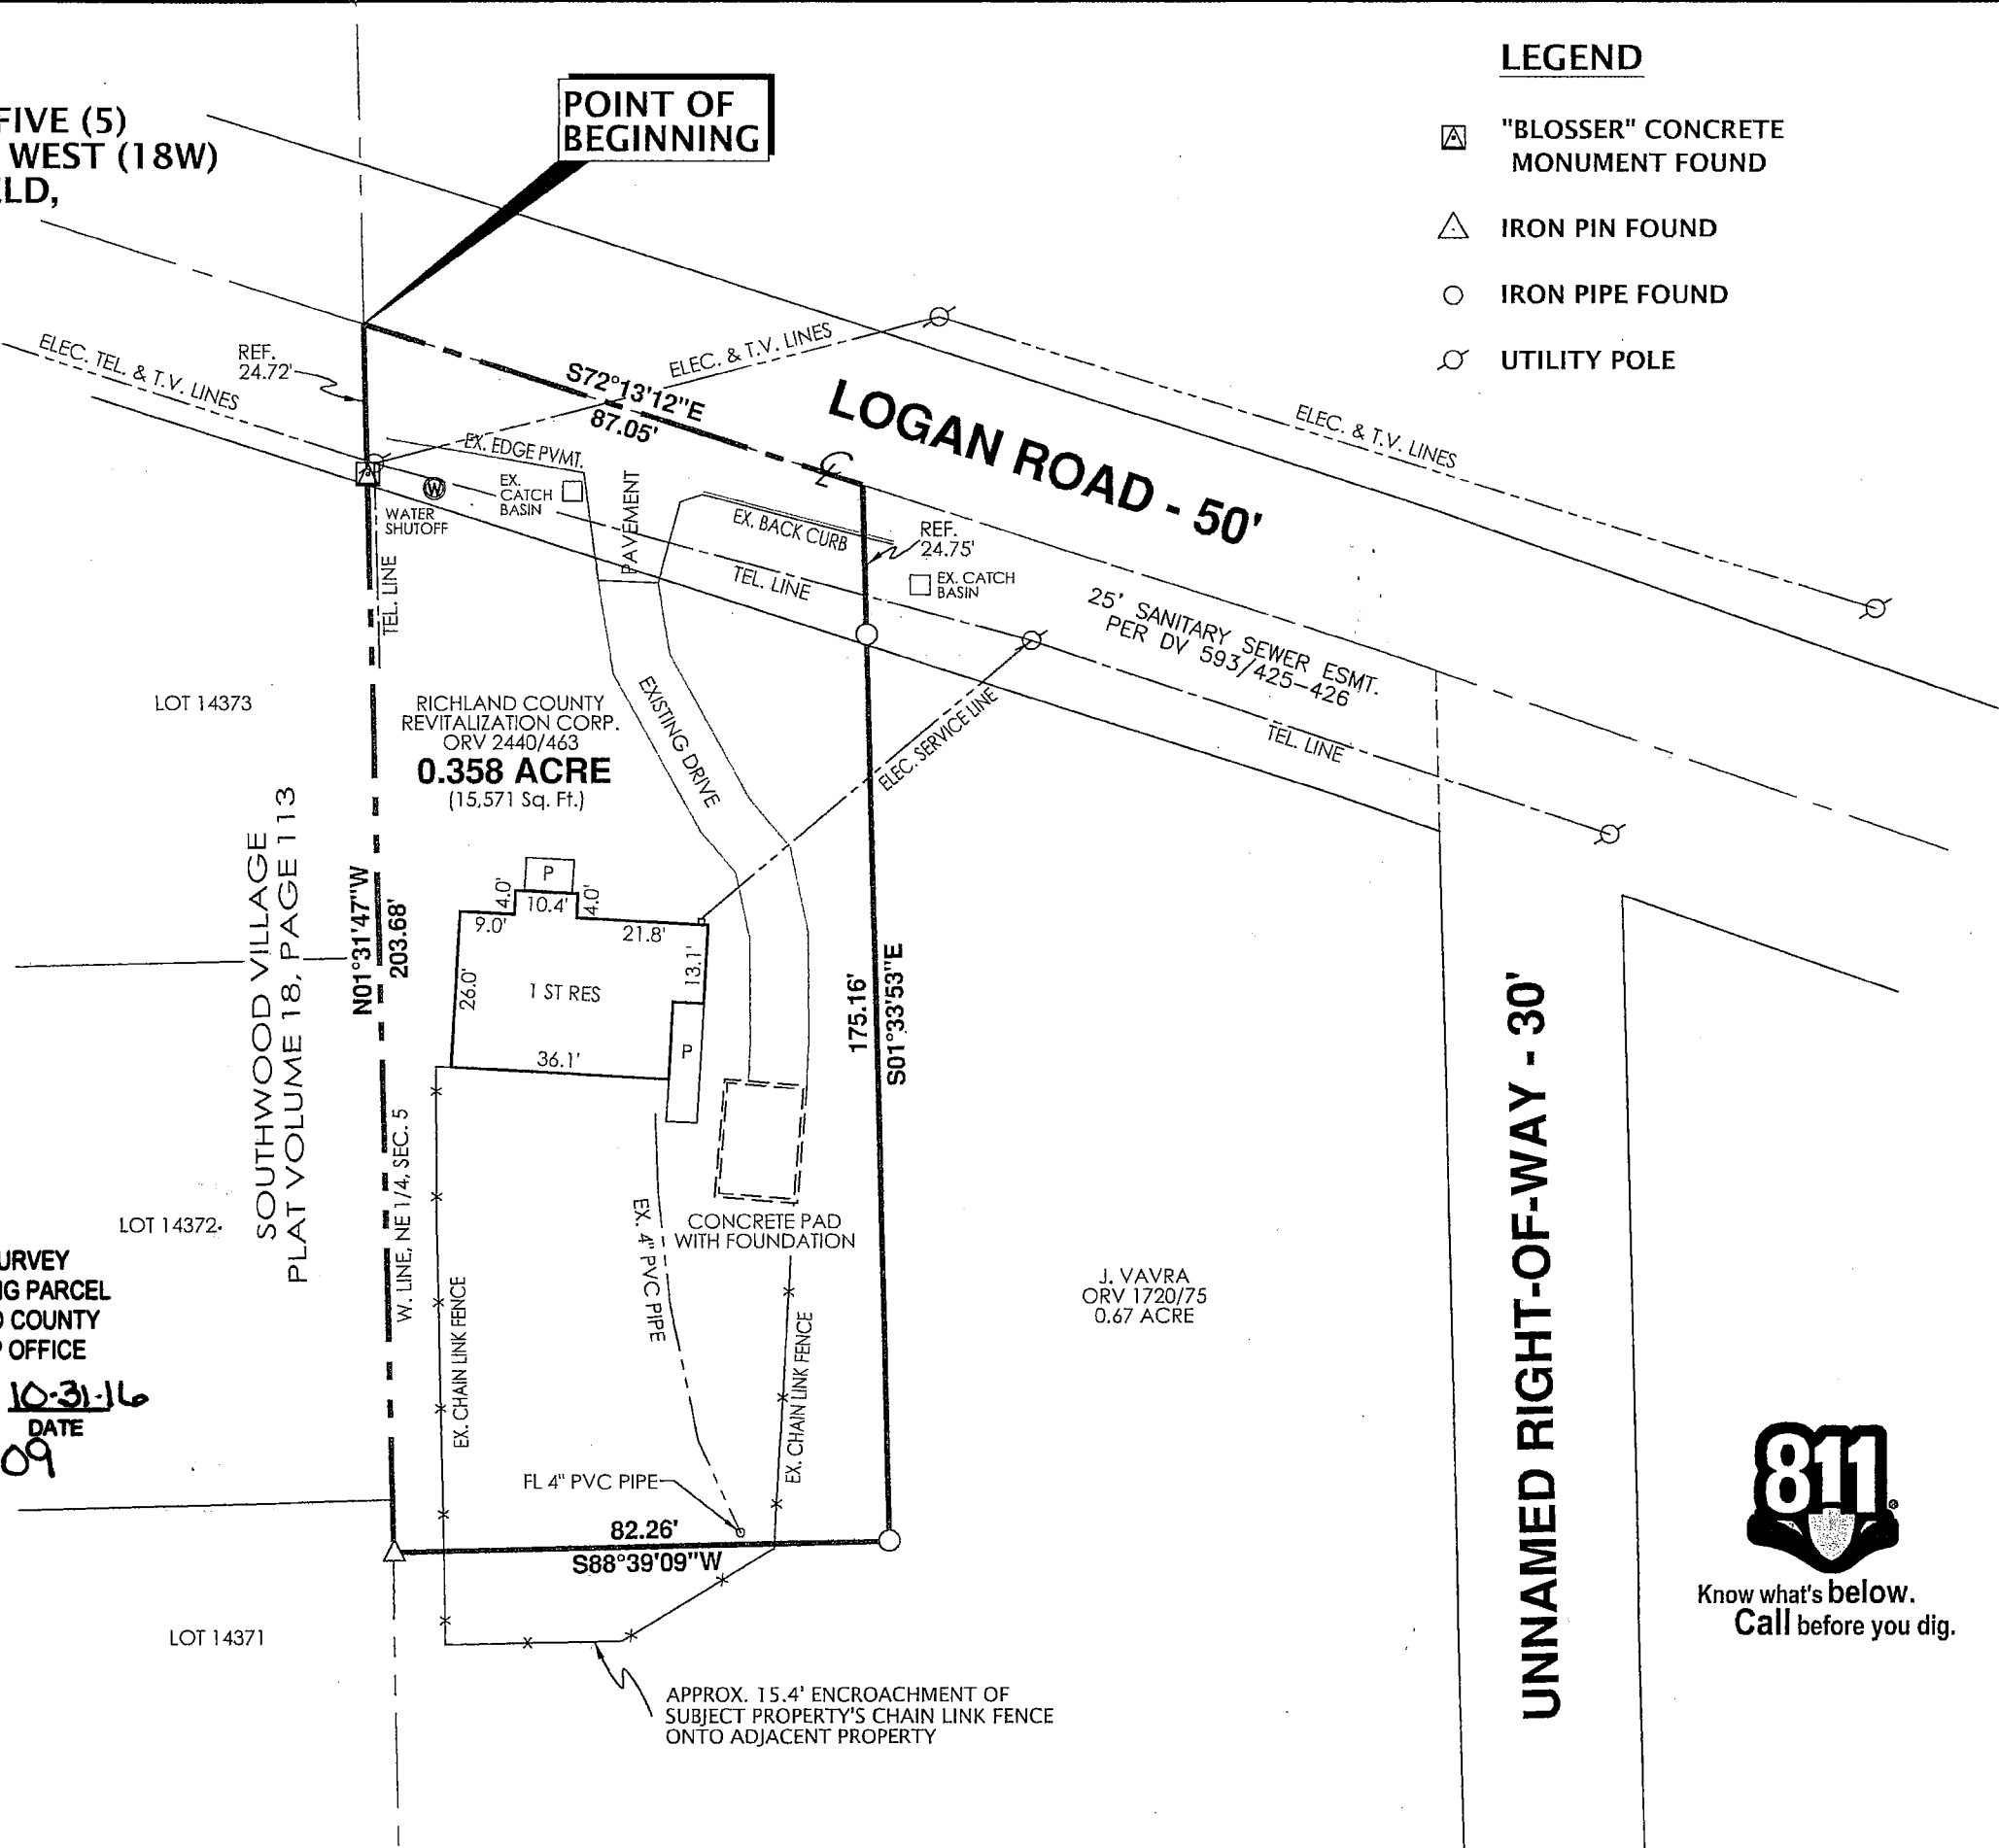 FIVE (5)
WEST (18W)
ELD,
POINT OF
BEGINNING
LEGEND
"BLOSSER" CONCRETE
MONUMENT FOUND
IRON PIN FOUND
IRON PIPE FOUND
UTILITY POLE
ELEC. TEL. & T.V. LINES
REF.
24.72'
ELEC. & T.V. LINES
S72°13'12"E
87.05'
LOGAN ROAD - 50'
ELEC. & T.V. LINES
EX. EDGE PVMT.
EX.
CATCH
BASIN
W
WATER
SHUTOFF
PAVEMENT
EX. BACK CURB
REF.
24.75'
EX. CATCH
BASIN
TEL. LINE
TEL. LINE
25' SANITARY SEWER ESMT.
PER DV 593/425-426
TEL. LINE
ELEC. SERVICE LINE
EXISTING DRIVE
LOT 14373
RICHLAND COUNTY
REVITALIZATION CORP.
ORV 2440/463
0.358 ACRE
(15,571 Sq. Ft.)
SOUTHWOOD VILLAGE
PLAT VOLUME 18, PAGE 113
N01°31'47"W
203.68'
P
4.0'
10.4'
4.0'
9.0'
21.8'
13.1'
26.0'
1 ST RES
36.1'
P
175.16'
S01°33'53"E
W. LINE, NE 1/4, SEC. 5
LOT 14372
CONCRETE PAD
WITH FOUNDATION
EX. 4" PVC PIPE
EX. CHAIN LINK FENCE
EX. CHAIN LINK FENCE
J. VAVRA
ORV 1720/75
0.67 ACRE
UNNAMED RIGHT-OF-WAY - 30'
URVEY
NG PARCEL
COUNTY
OFFICE
10-31-16
DATE
09
FL 4" PVC PIPE
82.26'
S88°39'09"W
LOT 14371
APPROX. 15.4' ENCROACHMENT OF
SUBJECT PROPERTY'S CHAIN LINK FENCE
ONTO ADJACENT PROPERTY
811
Know what's below.
Call before you dig.